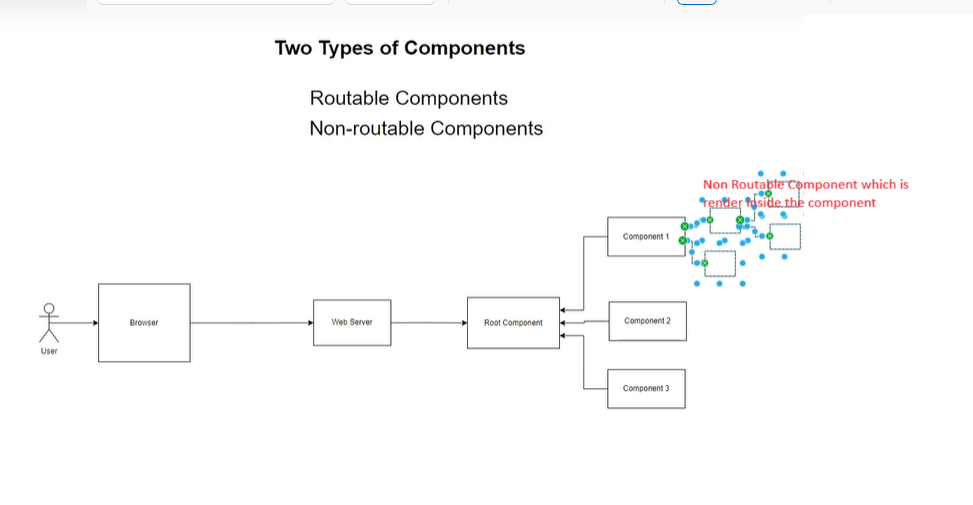 Two Types of Components
Routable Components
Non-routable Components
Non Routable Component which is
render inside the component
Component 1
Component 2
Component 3
Root Component
Web Server
Browser
User